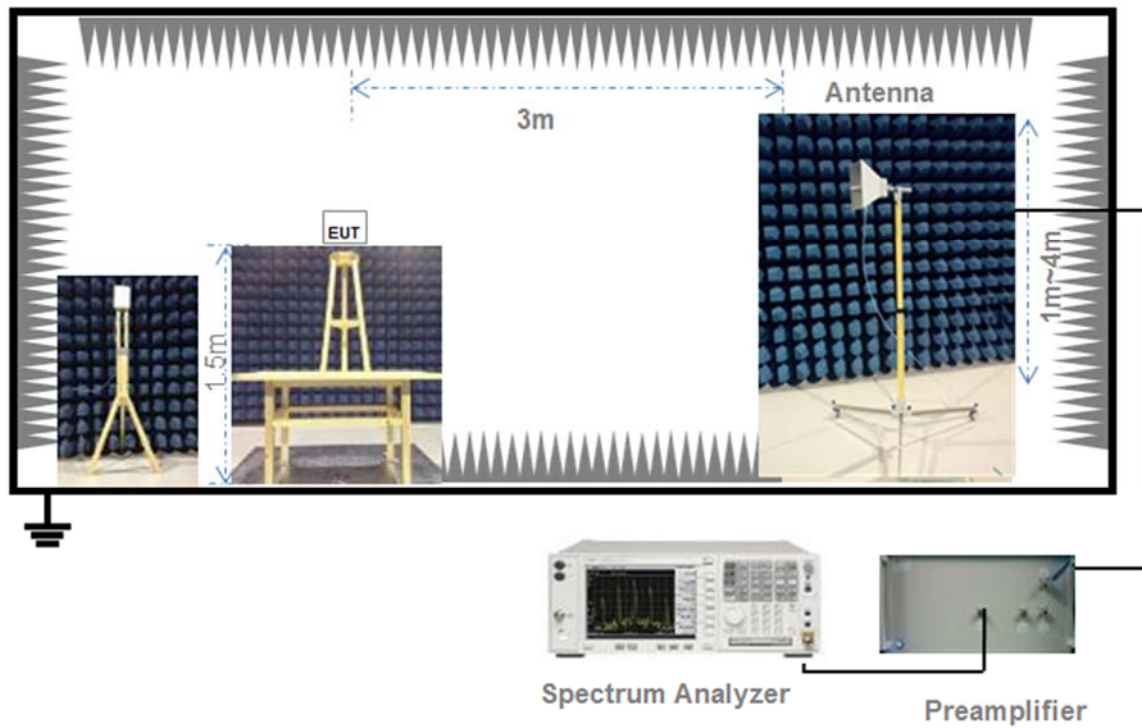 Antenna
3m
EUT
1.5m
1m~4m
Spectrum Analyzer
Preamplifier